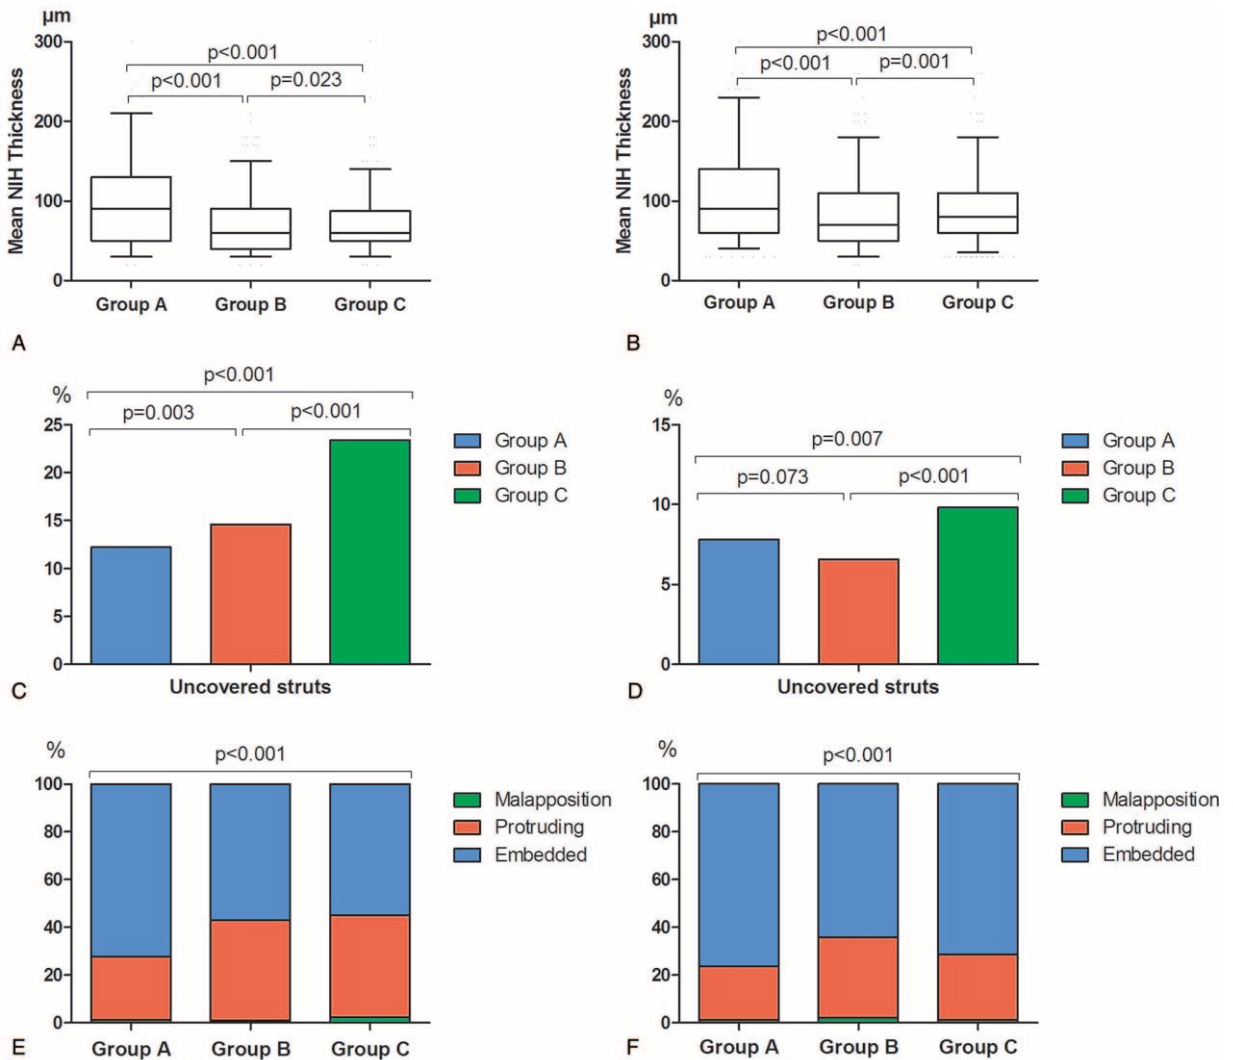 μm
300
200
100
0
Mean NIH Thickness
p<0.001
p<0.001
p=0.023
Group A
Group B
Group C
A
μm
300
200
100
0
Mean NIH Thickness
p<0.001
p<0.001
p=0.001
Group A
Group B
Group C
B
%
25
20
15
10
5
0
p<0.001
p=0.003
p<0.001
Group A
Group B
Group C
Uncovered struts
C
%
15
10
5
0
p=0.007
p=0.073
p<0.001
Group A
Group B
Group C
Uncovered struts
D
%
100
80
60
40
20
0
p<0.001
Malapposition
Protruding
Embedded
Group A
Group B
Group C
E
%
100
80
60
40
20
0
p<0.001
Malapposition
Protruding
Embedded
Group A
Group B
Group C
F